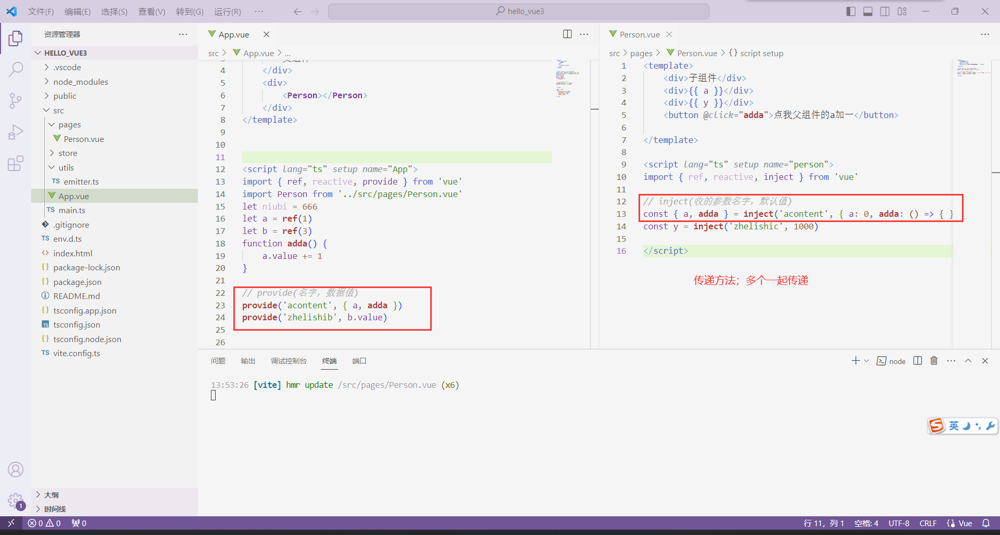 文件(F) 编辑(E) 选择(S) 查看(V) 转到(G) 运行(R) ··· hello_vue3
资源管理器 ···
HELLO_VUE3
.vscode
node_modules
public
src
pages
Person.vue
store
utils
TS emitter.ts
App.vue
TS main.ts
.gitignore
TS env.d.ts
<> index.html
{} package-lock.json
{} package.json
README.md
{} tsconfig.app.json
TS tsconfig.json
{} tsconfig.node.json
TS vite.config.ts
大纲
时间线
App.vue
src > App.vue > ...
4 </div>
5 <div>
6 <Person></Person>
7 </div>
8 </template>
9
10
11
12 <script lang="ts" setup name="App">
13 import { ref, reactive, provide } from 'vue'
14 import Person from '../src/pages/Person.vue'
15 let niubi = 666
16 let a = ref(1)
17 let b = ref(3)
18 function adda() {
19 a.value += 1
20 }
21
22 // provide(名字，数据值)
23 provide('acontent', { a, adda })
24 provide('zhelishib', b.value)
25
26
Person.vue
src > pages > Person.vue > {} script setup
1 <template>
2 <div>子组件</div>
3 <div>{{ a }}</div>
4 <div>{{ y }}</div>
5 <button @click="adda">点我父组件的a加一</button>
6
7 </template>
8
9 <script lang="ts" setup name="person">
10 import { ref, reactive, inject } from 'vue'
11
12 // inject(收的参数名字，默认值)
13 const { a, adda } = inject('acontent', { a: 0, adda: () => { }
14 const y = inject('zhelishic', 1000)
15
16 </script>
传递方法；多个一起传递
问题 输出 调试控制台 终端 端口
node
13:53:26 [vite] hmr update /src/pages/Person.vue (x6)
英
1
0 0 0
行 11，列 1 空格: 4 UTF-8 CRLF {} Vue